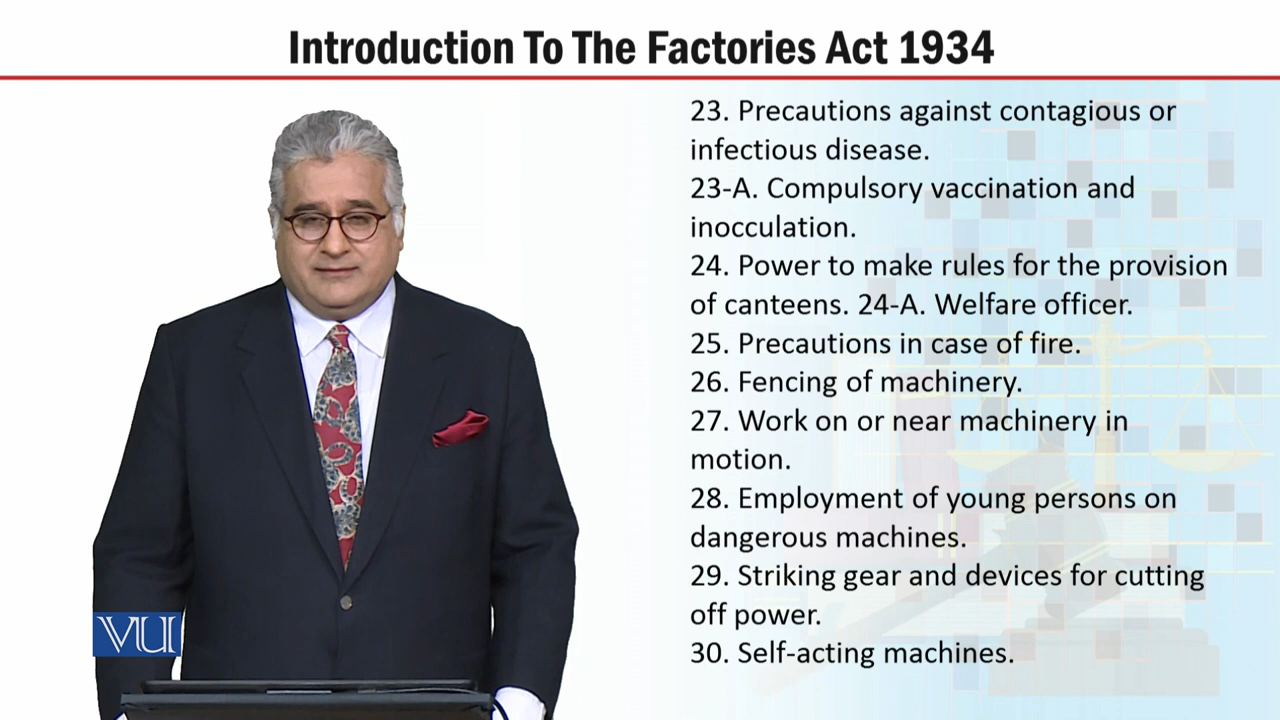 Introduction To The Factories Act 1934
23. Precautions against contagious or
infectious disease.
23-A. Compulsory vaccination and
inocculation.
24. Power to make rules for the provision
of canteens. 24-A. Welfare officer.
25. Precautions in case of fire.
26. Fencing of machinery.
27. Work on or near machinery in
motion.
28. Employment of young persons on
dangerous machines.
29. Striking gear and devices for cutting
off power.
30. Self-acting machines.
VU